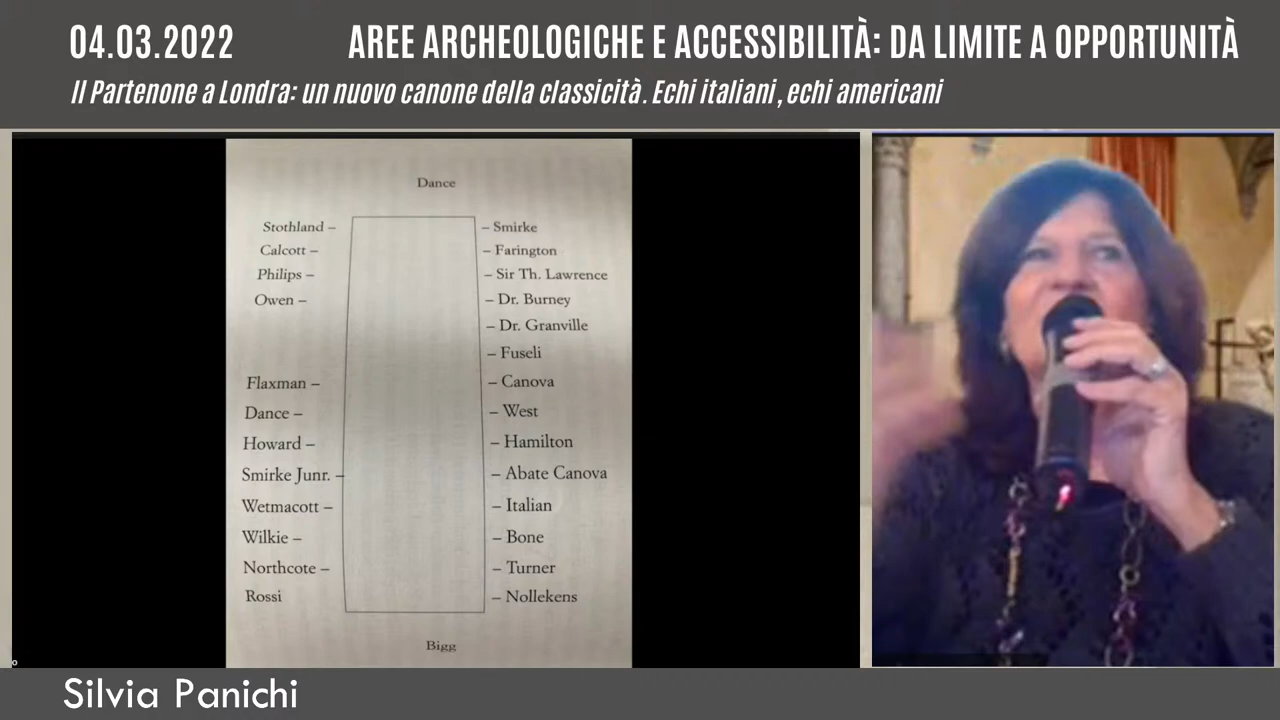 04.03.2022
AREE ARCHEOLOGICHE E ACCESSIBILITÀ: DA LIMITE A OPPORTUNITÀ
Il Partenone a Londra: un nuovo canone della classicità. Echi italiani, echi americani
Dance
Stothland – – Smirke
Calcott – – Farington
Philips – – Sir Th. Lawrence
Owen – – Dr. Burney
– Dr. Granville
– Fuseli
Flaxman – – Canova
Dance – – West
Howard – – Hamilton
Smirke Junr. – – Abate Canova
Wetmacott – – Italian
Wilkie – – Bone
Northcote – – Turner
Rossi – Nollekens
Bigg
Silvia Panichi